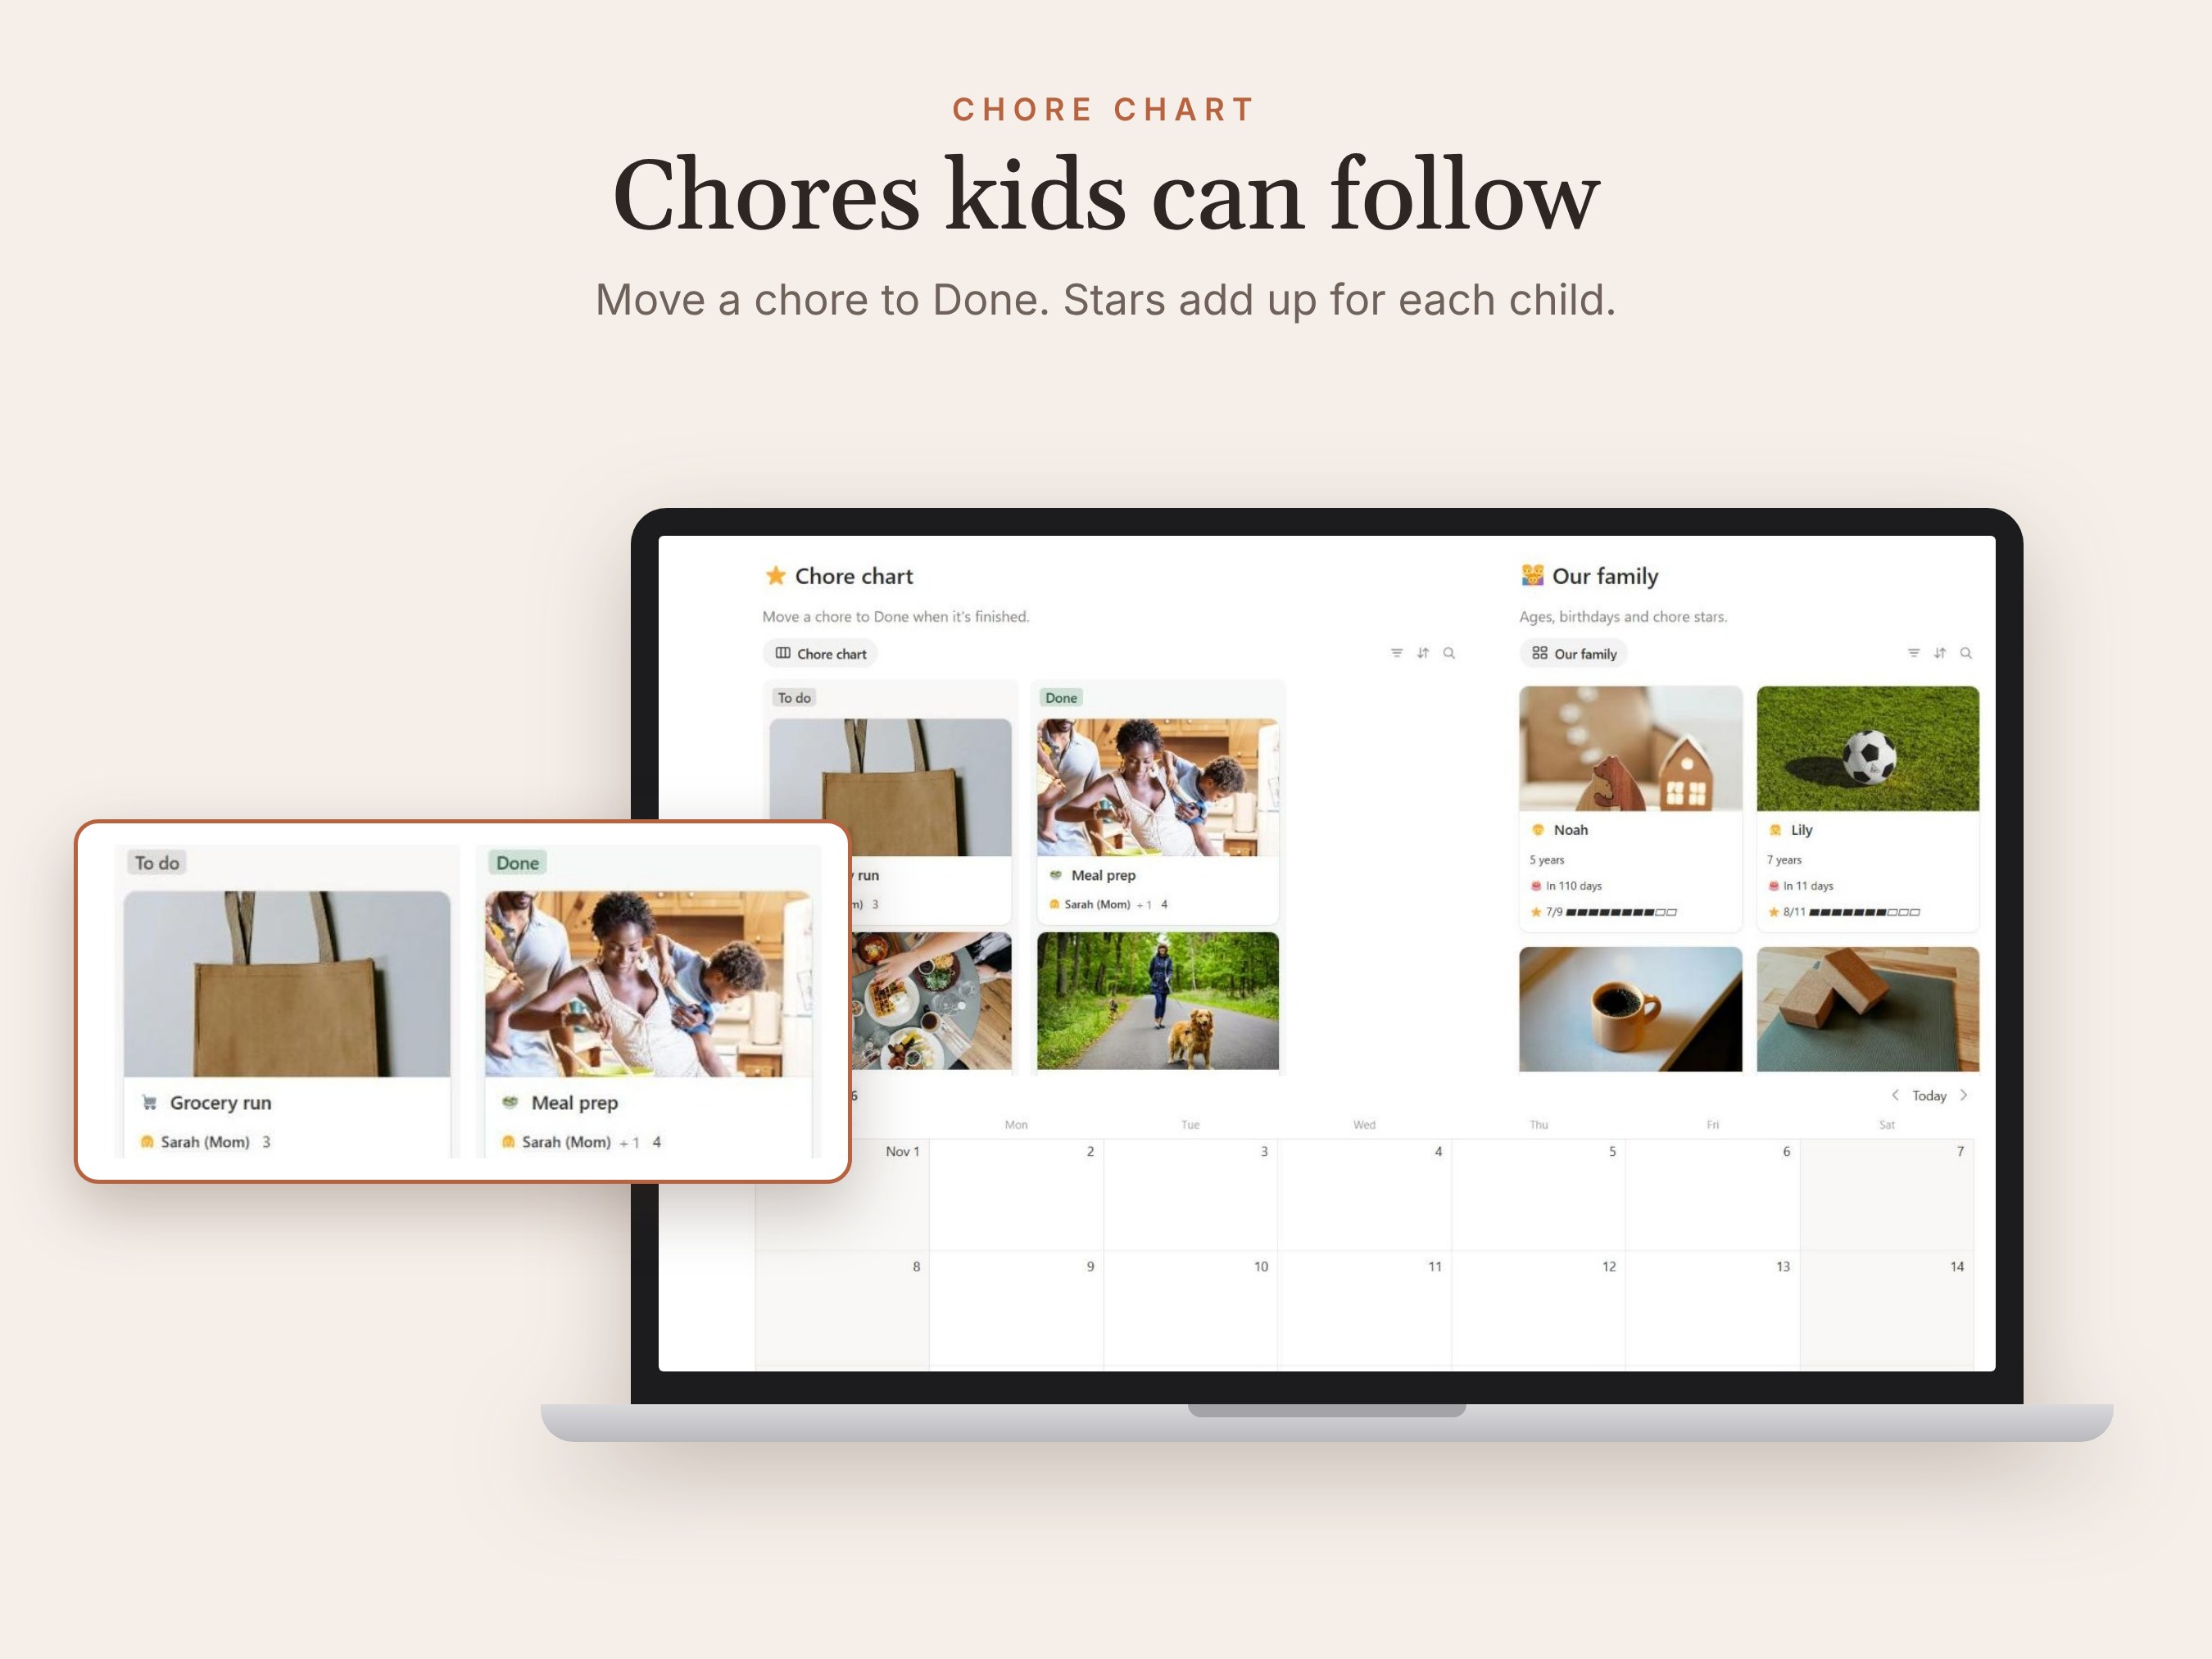 CHORE CHART
Chores kids can follow
Move a chore to Done. Stars add up for each child.
Chore chart
Move a chore to Done when it's finished.
Chore chart
To do
Done
run
3
Meal prep
Sarah (Mom) +1 4
Our family
Ages, birthdays and chore stars.
Our family
Noah
5 years
In 110 days
7/9
Lily
7 years
In 11 days
8/11
To do
Done
Grocery run
Sarah (Mom) 3
Meal prep
Sarah (Mom) +1 4
6
Today
Mon Tue Wed Thu Fri Sat
Nov 1 2 3 4 5 6 7
8 9 10 11 12 13 14